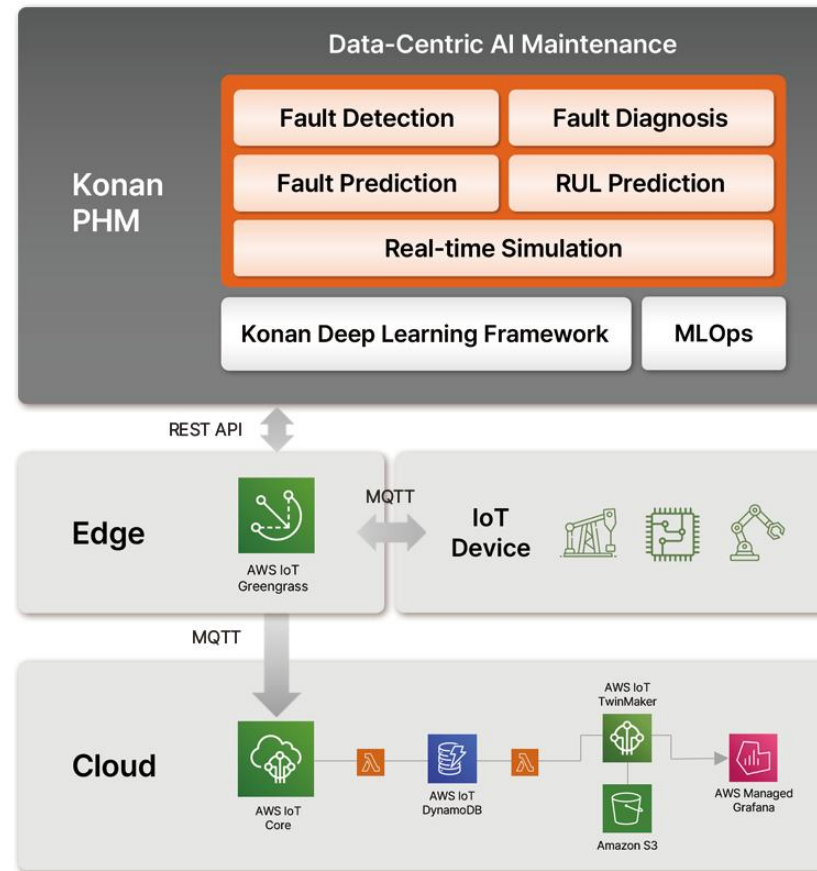 Data-Centric AI Maintenance
Konan
PHM
Fault Detection
Fault Diagnosis
Fault Prediction
RUL Prediction
Real-time Simulation
Konan Deep Learning Framework
MLOps
REST API
Edge
AWS IoT
Greengrass
MQTT
IoT
Device
MQTT
Cloud
AWS IoT
Core
AWS IoT
DynamoDB
AWS IoT
TwinMaker
Amazon S3
AWS Managed
Grafana